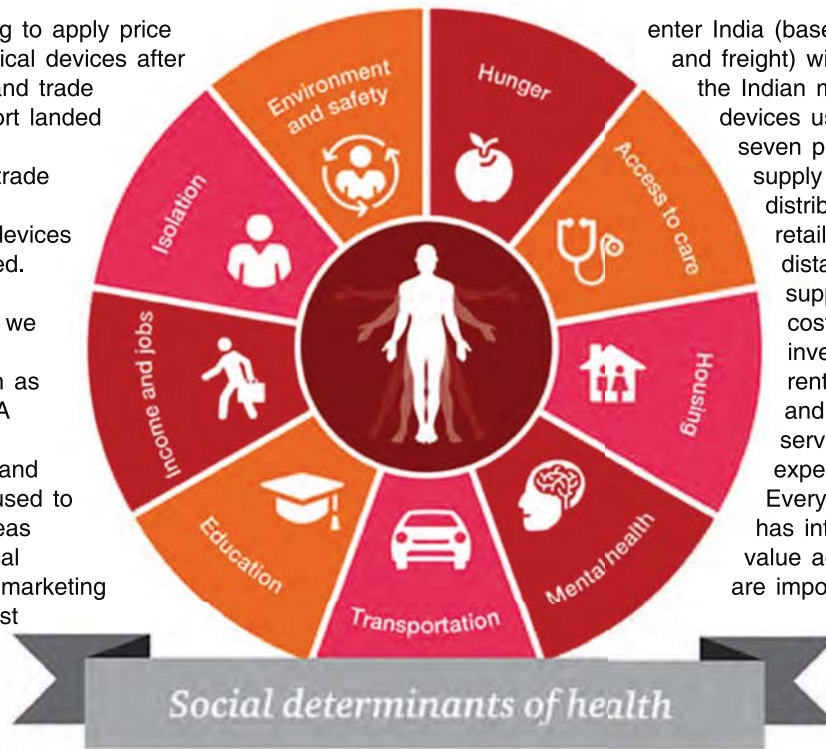 g to apply price
ical devices after
and trade
ort landed
trade
devices
ed.
we
n as
A
and
used to
eas
al
marketing
st
Environment
and safety
Hunger
Access to care
Housing
Mental health
Transportation
Education
Income and jobs
Isolation
enter India (base
and freight) wi
the Indian m
devices us
seven p
supply
distrib
retail
dista
supp
cost
inve
rent
and
serv
expe
Every
has int
value a
are impo
Social determinants of health